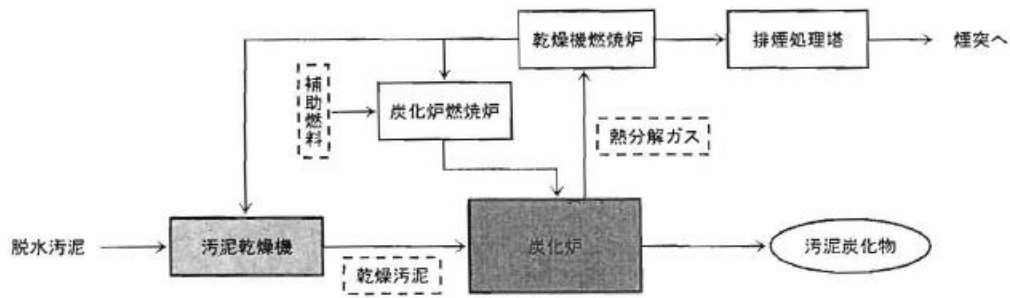 乾燥機燃焼炉
排煙処理塔
煙突へ
補助燃料
炭化炉燃焼炉
熱分解ガス
脱水汚泥
汚泥乾燥機
乾燥汚泥
炭化炉
汚泥炭化物